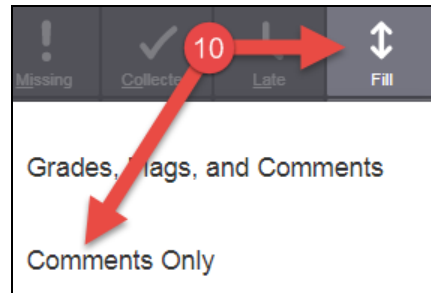 10
Missing Collected Late Fill
Grades, Flags, and Comments
Comments Only